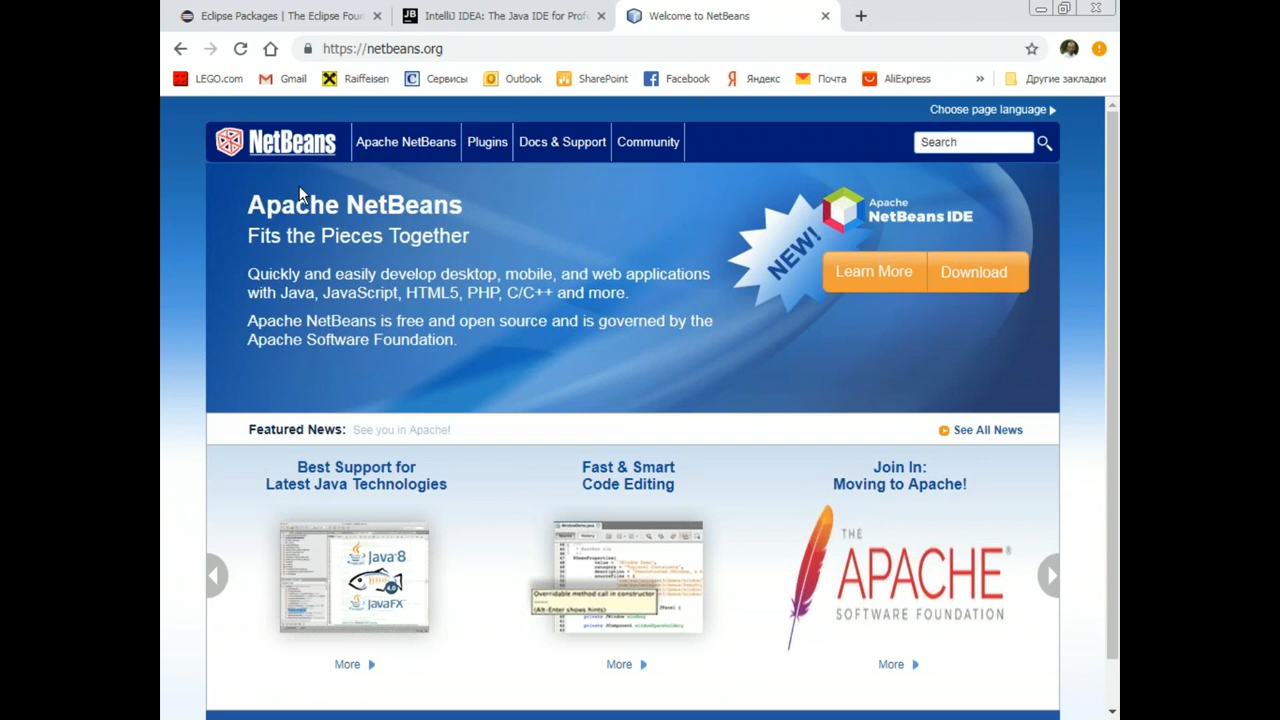 Eclipse Packages | The Eclipse Four
IntelliJ IDEA: The Java IDE for Profe
Welcome to NetBeans
https://netbeans.org
LEGO.com
Gmail
Raiffeisen
Сервисы
Outlook
SharePoint
Facebook
Яндекс
Почта
AliExpress
»
Другие закладки
Choose page language
NetBeans
Apache NetBeans
Plugins
Docs & Support
Community
Search
Apache NetBeans
Fits the Pieces Together
Quickly and easily develop desktop, mobile, and web applications
with Java, JavaScript, HTML5, PHP, C/C++ and more.
Apache NetBeans is free and open source and is governed by the
Apache Software Foundation.
NEW!
Apache
NetBeans IDE
Learn More
Download
Featured News: See you in Apache!
See All News
Best Support for
Latest Java Technologies
Fast & Smart
Code Editing
Join In:
Moving to Apache!
Java 8
JavaFX
Overridable method call in constructor
----
(Alt-Enter shows hints)
THE
APACHE®
SOFTWARE FOUNDATION
More
More
More